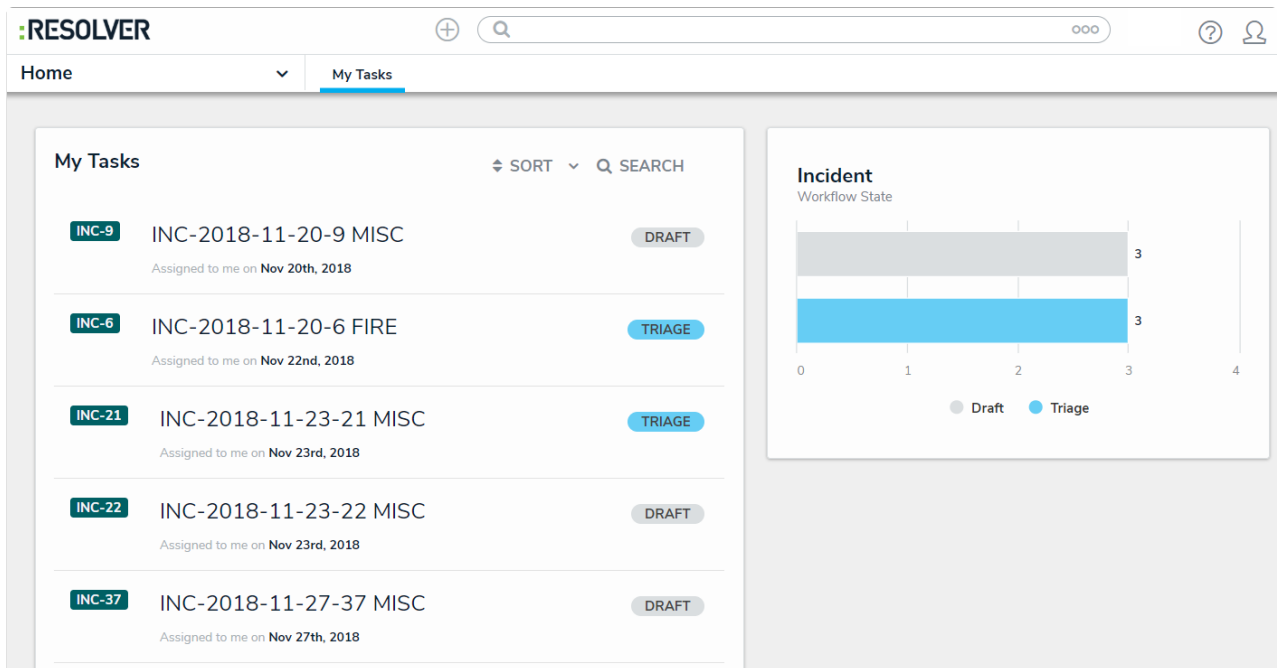 :RESOLVER
Home
My Tasks
My Tasks
SORT
SEARCH
INC-9
INC-2018-11-20-9 MISC
DRAFT
Assigned to me on Nov 20th, 2018
INC-6
INC-2018-11-20-6 FIRE
TRIAGE
Assigned to me on Nov 22nd, 2018
INC-21
INC-2018-11-23-21 MISC
TRIAGE
Assigned to me on Nov 23rd, 2018
INC-22
INC-2018-11-23-22 MISC
DRAFT
Assigned to me on Nov 23rd, 2018
INC-37
INC-2018-11-27-37 MISC
DRAFT
Assigned to me on Nov 27th, 2018
Incident
Workflow State
3
3
0 1 2 3 4
Draft Triage